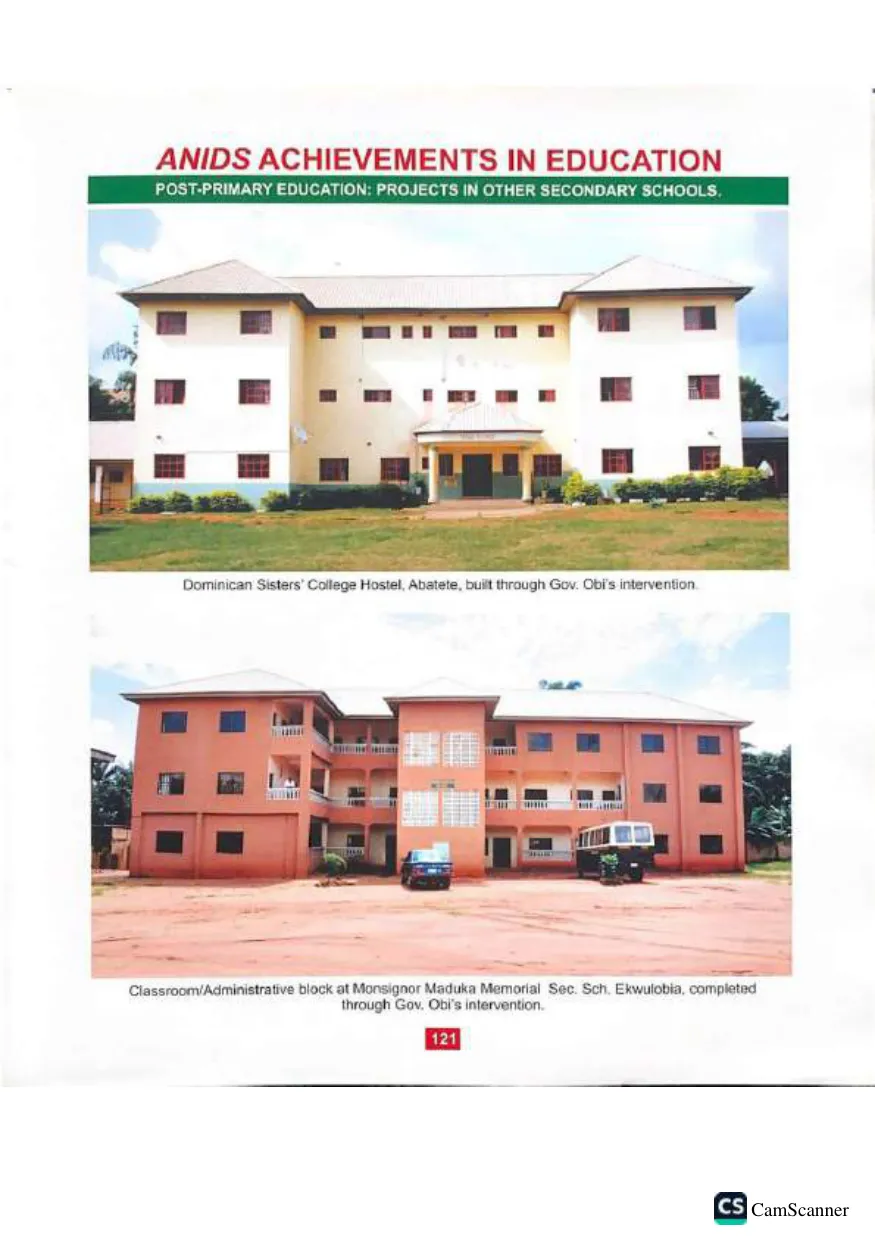 ANIDS ACHIEVEMENTS IN EDUCATION
POST-PRIMARY EDUCATION: PROJECTS IN OTHER SECONDARY SCHOOLS.
Dominican Sisters' College Hostel, Abatete, built through Gov. Obi's intervention.
Classroom/Administrative block at Monsignor Maduka Memorial Sec. Sch. Ekwulobia, completed
through Gov. Obi's intervention.
121
CS CamScanner